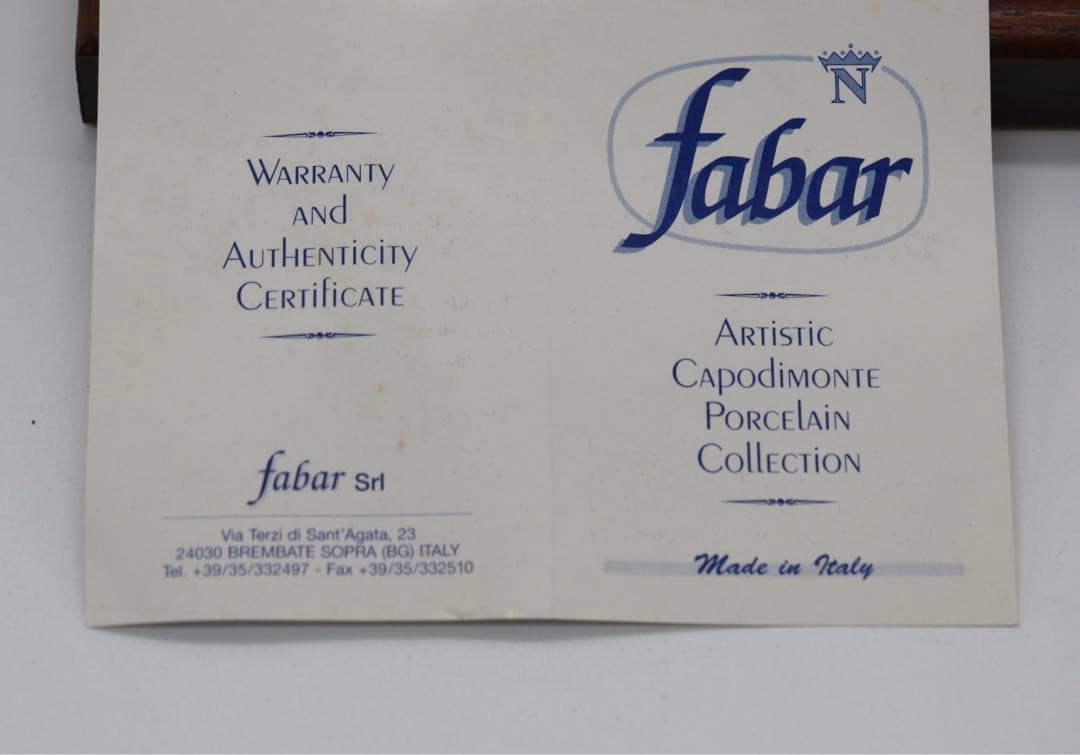 Warranty
and
Authenticity
Certificate
fabar Srl
Via Terzi di Sant'Agata, 23
24030 BREMBATE SOPRA (BG) ITALY
Tel. +39/35/332497 - Fax +39/35/332510
N
fabar
Artistic
Capodimonte
Porcelain
Collection
Made in Italy